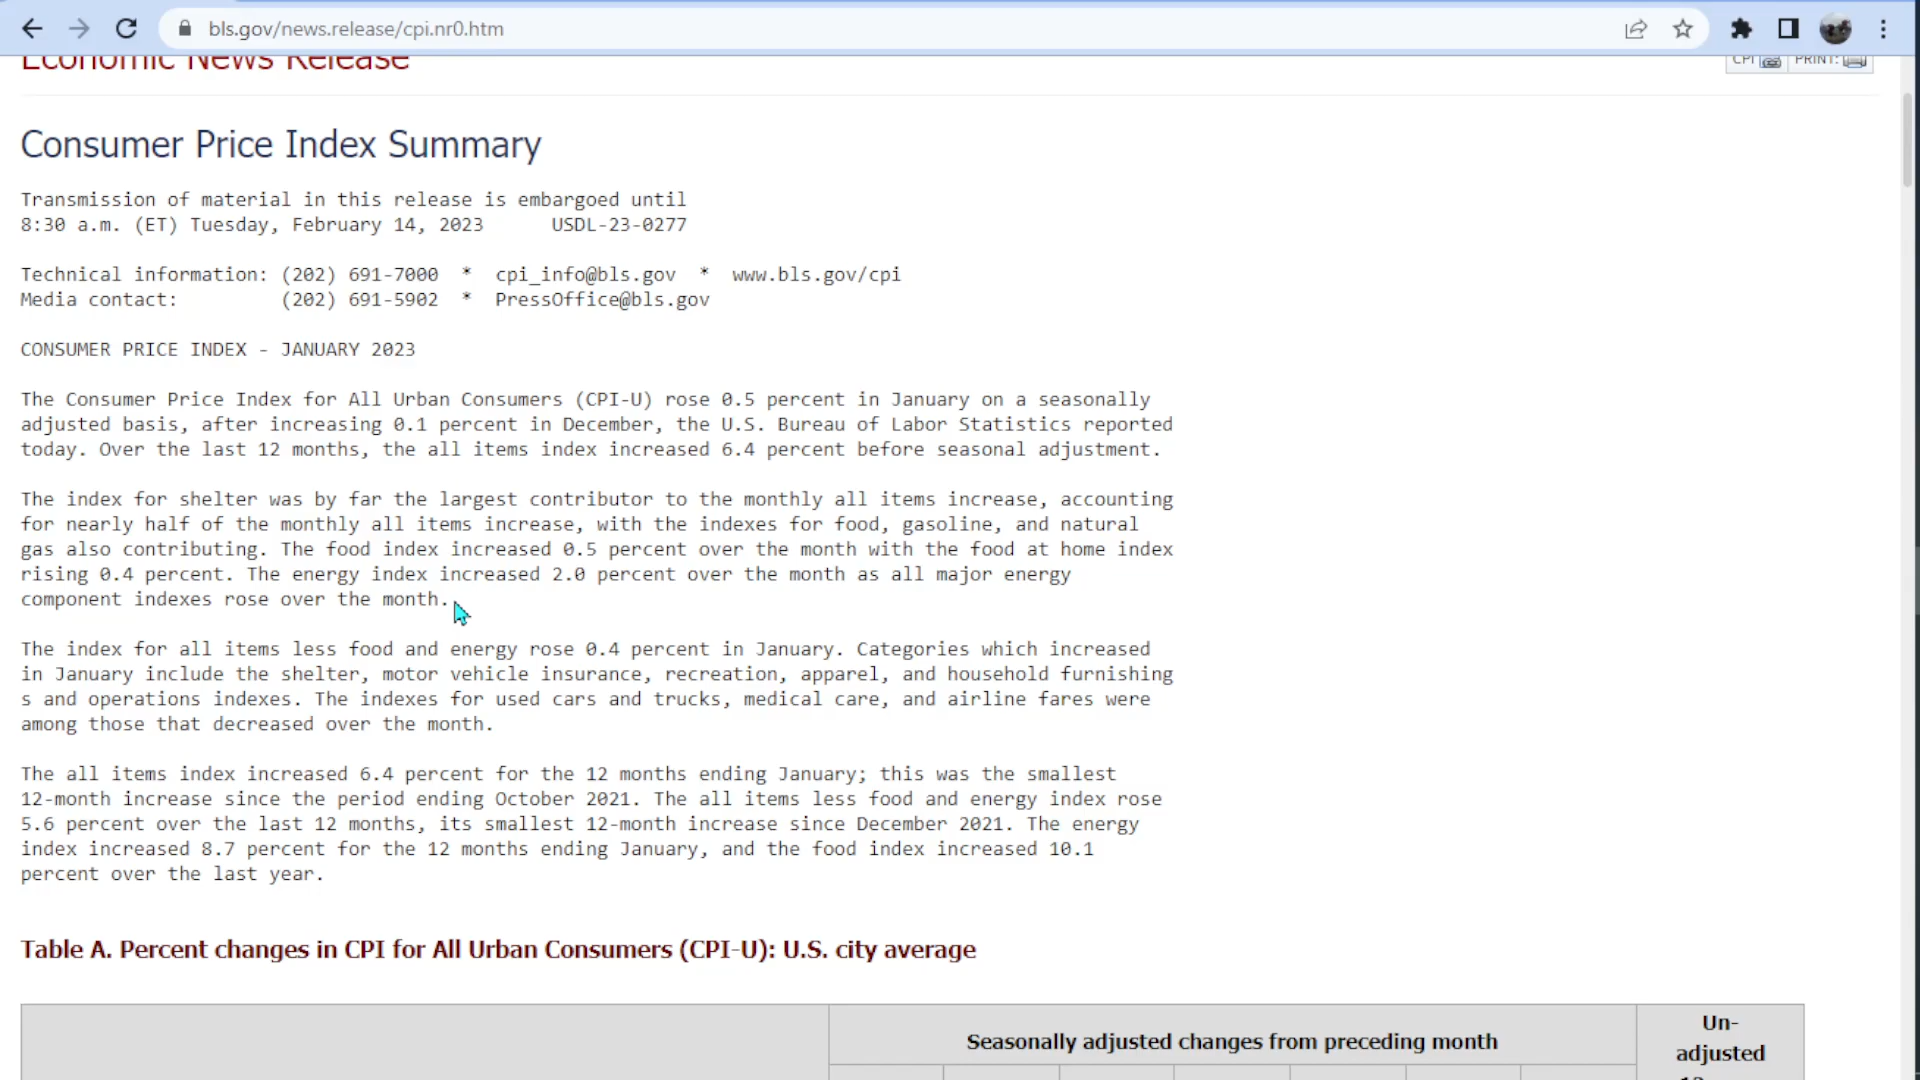 bls.gov/news.release/cpi.nr0.htm
Economic News Release
CPI PRINT:
Consumer Price Index Summary
Transmission of material in this release is embargoed until
8:30 a.m. (ET) Tuesday, February 14, 2023 USDL-23-0277
Technical information: (202) 691-7000 * cpi_info@bls.gov * www.bls.gov/cpi
Media contact: (202) 691-5902 * PressOffice@bls.gov
CONSUMER PRICE INDEX - JANUARY 2023
The Consumer Price Index for All Urban Consumers (CPI-U) rose 0.5 percent in January on a seasonally
adjusted basis, after increasing 0.1 percent in December, the U.S. Bureau of Labor Statistics reported
today. Over the last 12 months, the all items index increased 6.4 percent before seasonal adjustment.
The index for shelter was by far the largest contributor to the monthly all items increase, accounting
for nearly half of the monthly all items increase, with the indexes for food, gasoline, and natural
gas also contributing. The food index increased 0.5 percent over the month with the food at home index
rising 0.4 percent. The energy index increased 2.0 percent over the month as all major energy
component indexes rose over the month.
The index for all items less food and energy rose 0.4 percent in January. Categories which increased
in January include the shelter, motor vehicle insurance, recreation, apparel, and household furnishing
s and operations indexes. The indexes for used cars and trucks, medical care, and airline fares were
among those that decreased over the month.
The all items index increased 6.4 percent for the 12 months ending January; this was the smallest
12-month increase since the period ending October 2021. The all items less food and energy index rose
5.6 percent over the last 12 months, its smallest 12-month increase since December 2021. The energy
index increased 8.7 percent for the 12 months ending January, and the food index increased 10.1
percent over the last year.
Table A. Percent changes in CPI for All Urban Consumers (CPI-U): U.S. city average
Seasonally adjusted changes from preceding month
Un-
adjusted